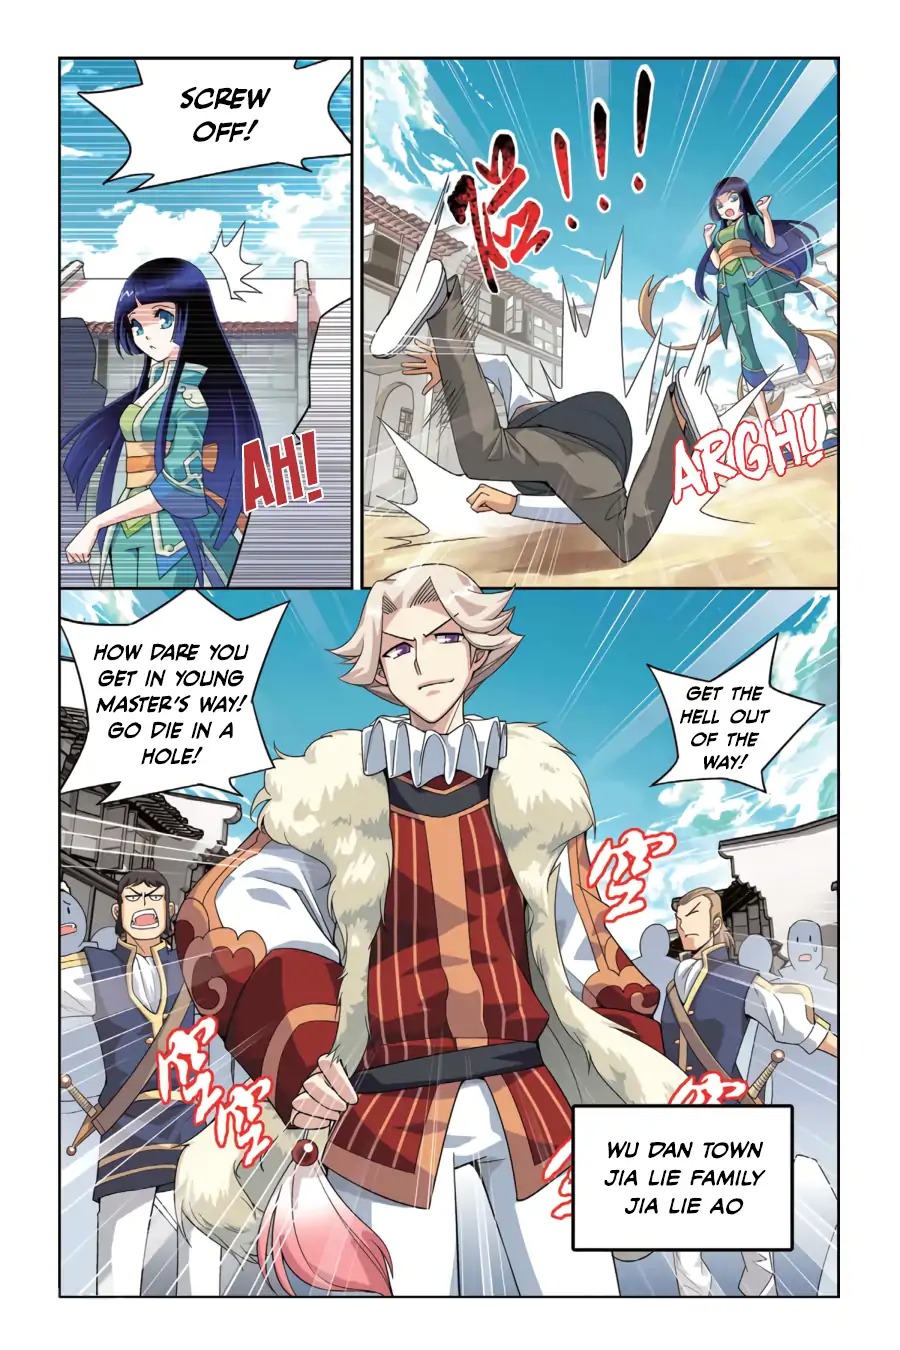 SCREW
OFF!
AH!
!!!
ARGH!
HOW DARE YOU
GET IN YOUNG
MASTER'S WAY!
GO DIE IN A
HOLE!
GET THE
HELL OUT
OF THE
WAY!
WU DAN TOWN
JIA LIE FAMILY
JIA LIE AO